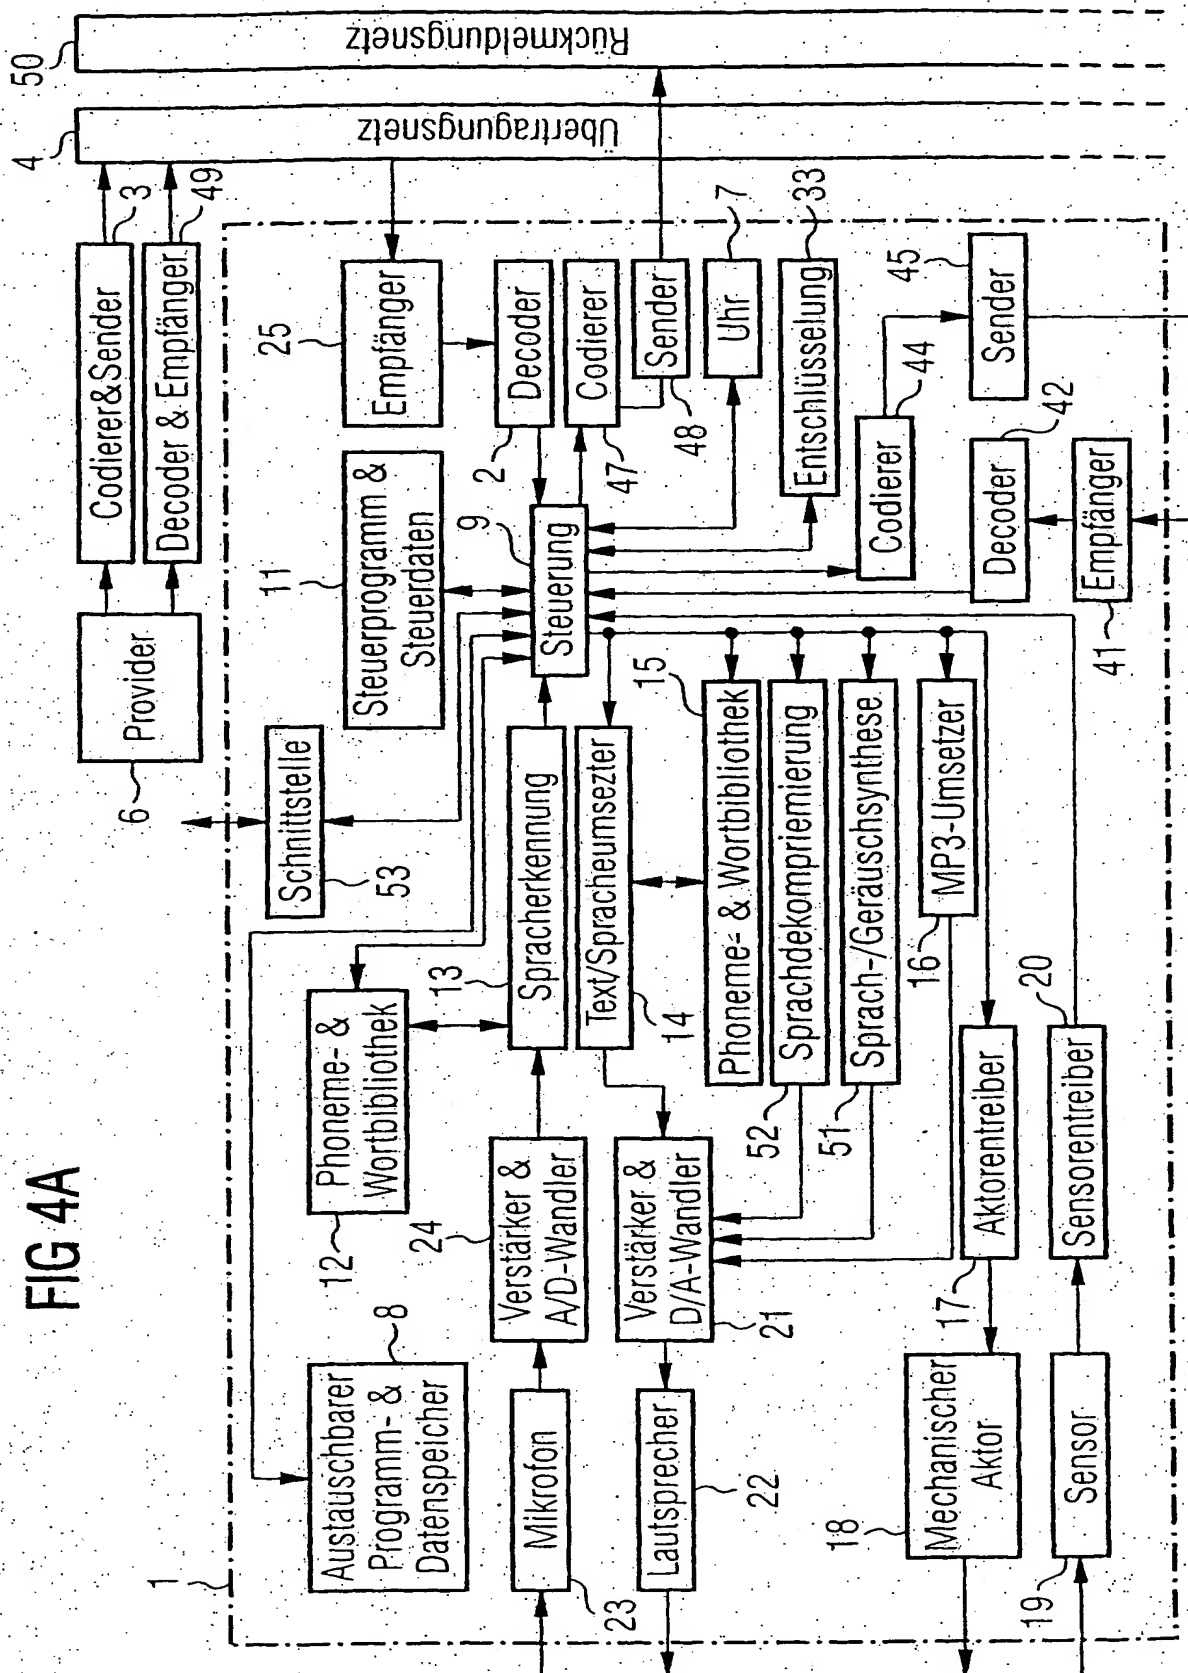 FIG 4A
1
Austauschbarer
Programm- &
Datenspeicher
8
Mikrofon
23
Lautsprecher
22
Mechanischer
Aktor
18
Sensor
19
Phoneme- &
Wortbibliothek
12
Verstärker &
A/D-Wandler
24
Verstärker &
D/A-Wandler
21
Aktorentreiber
17
Sensorentreiber
20
Spracherkennung
13
Text/Spracheumsezter
14
Phoneme- & Wortbibliothek
15
Sprachdekompriemierung
52
Sprach-/Geräuschsynthese
51
MP3-Umsetzer
16
Schnittstelle
53
Provider
6
Steuerprogramm &
Steuerdaten
11
Steuerung
9
Codierer&Sender
3
Decoder & Empfänger
49
Empfänger
25
Decoder
2
Codierer
47
Sender
48
Uhr
7
Entschlüsselung
33
Codierer
44
Sender
45
Decoder
42
Empfänger
41
Übertragungsnetz
4
Rückmeldungsnetz
50